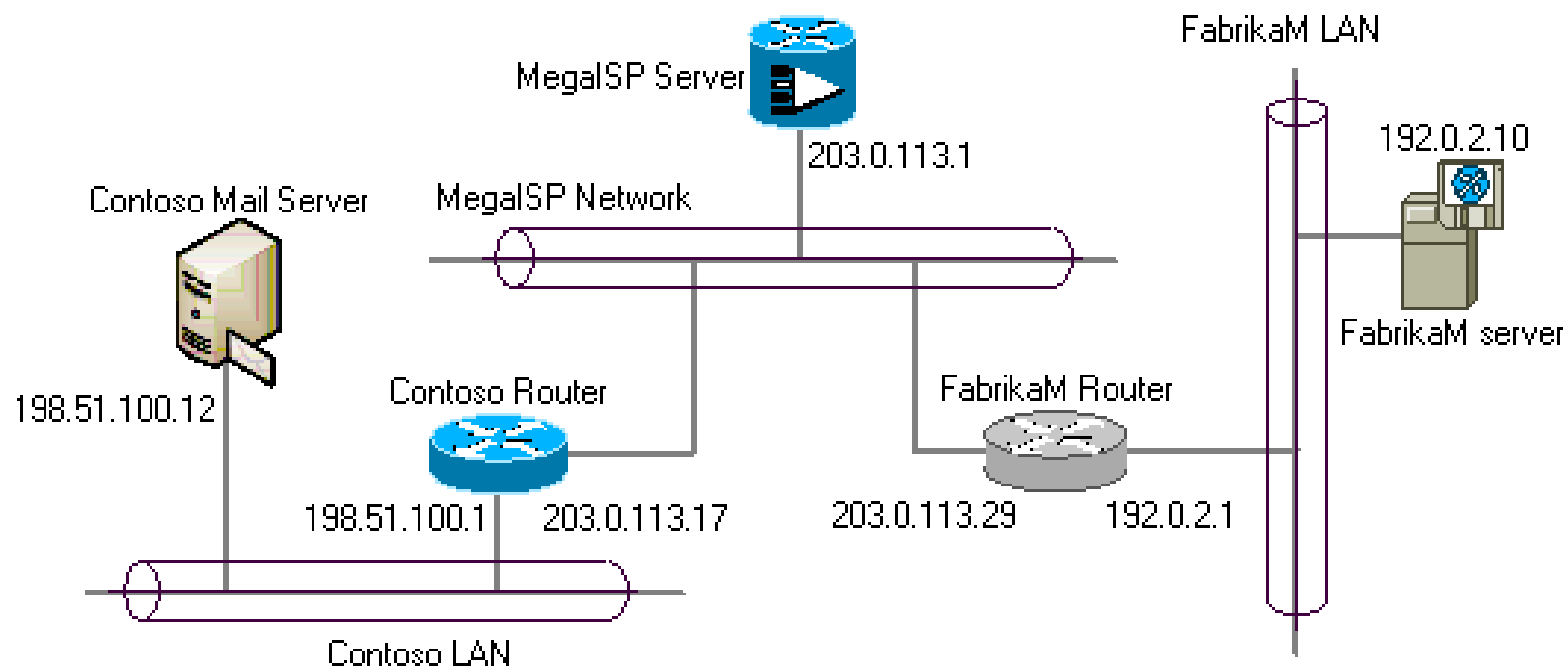 FabrikaM LAN
MegaISP Server
192.0.2.10
203.0.113.1
Contoso Mail Server
MegaISP Network
FabrikaM server
Contoso Router
FabrikaM Router
198.51.100.12
198.51.100.1
203.0.113.17
203.0.113.29
192.0.2.1
Contoso LAN